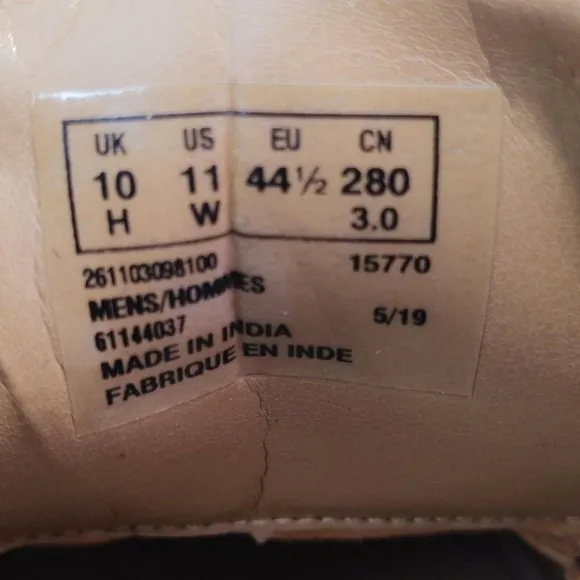 UK US EU CN
10 11 44½ 280
H W 3.0
261103098100 15770
MENS/HOMMES
61144037 5/19
MADE IN INDIA
FABRIQUE EN INDE